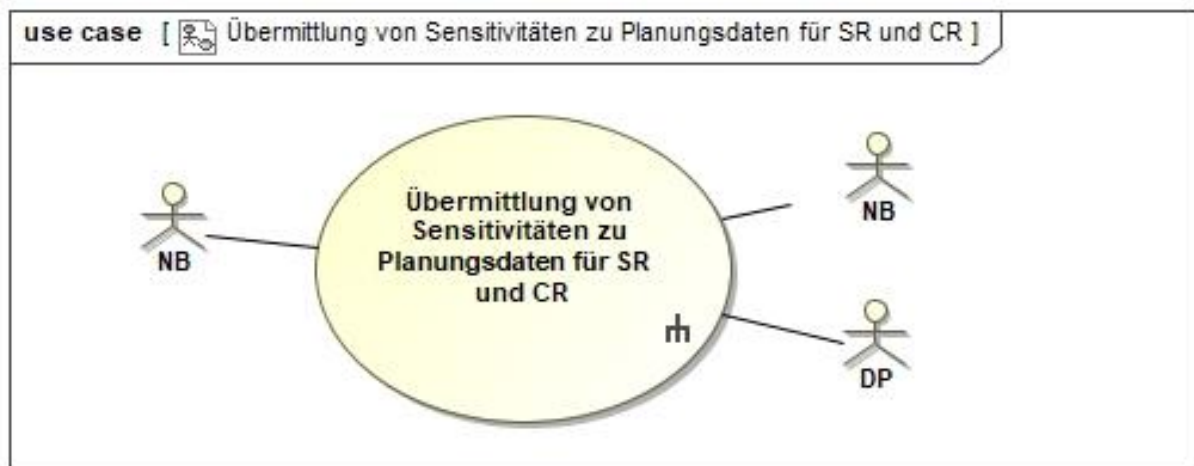 use case [ Übermittlung von Sensitivitäten zu Planungsdaten für SR und CR ]
Übermittlung von
Sensitivitäten zu
Planungsdaten für SR
und CR
NB
NB
DP